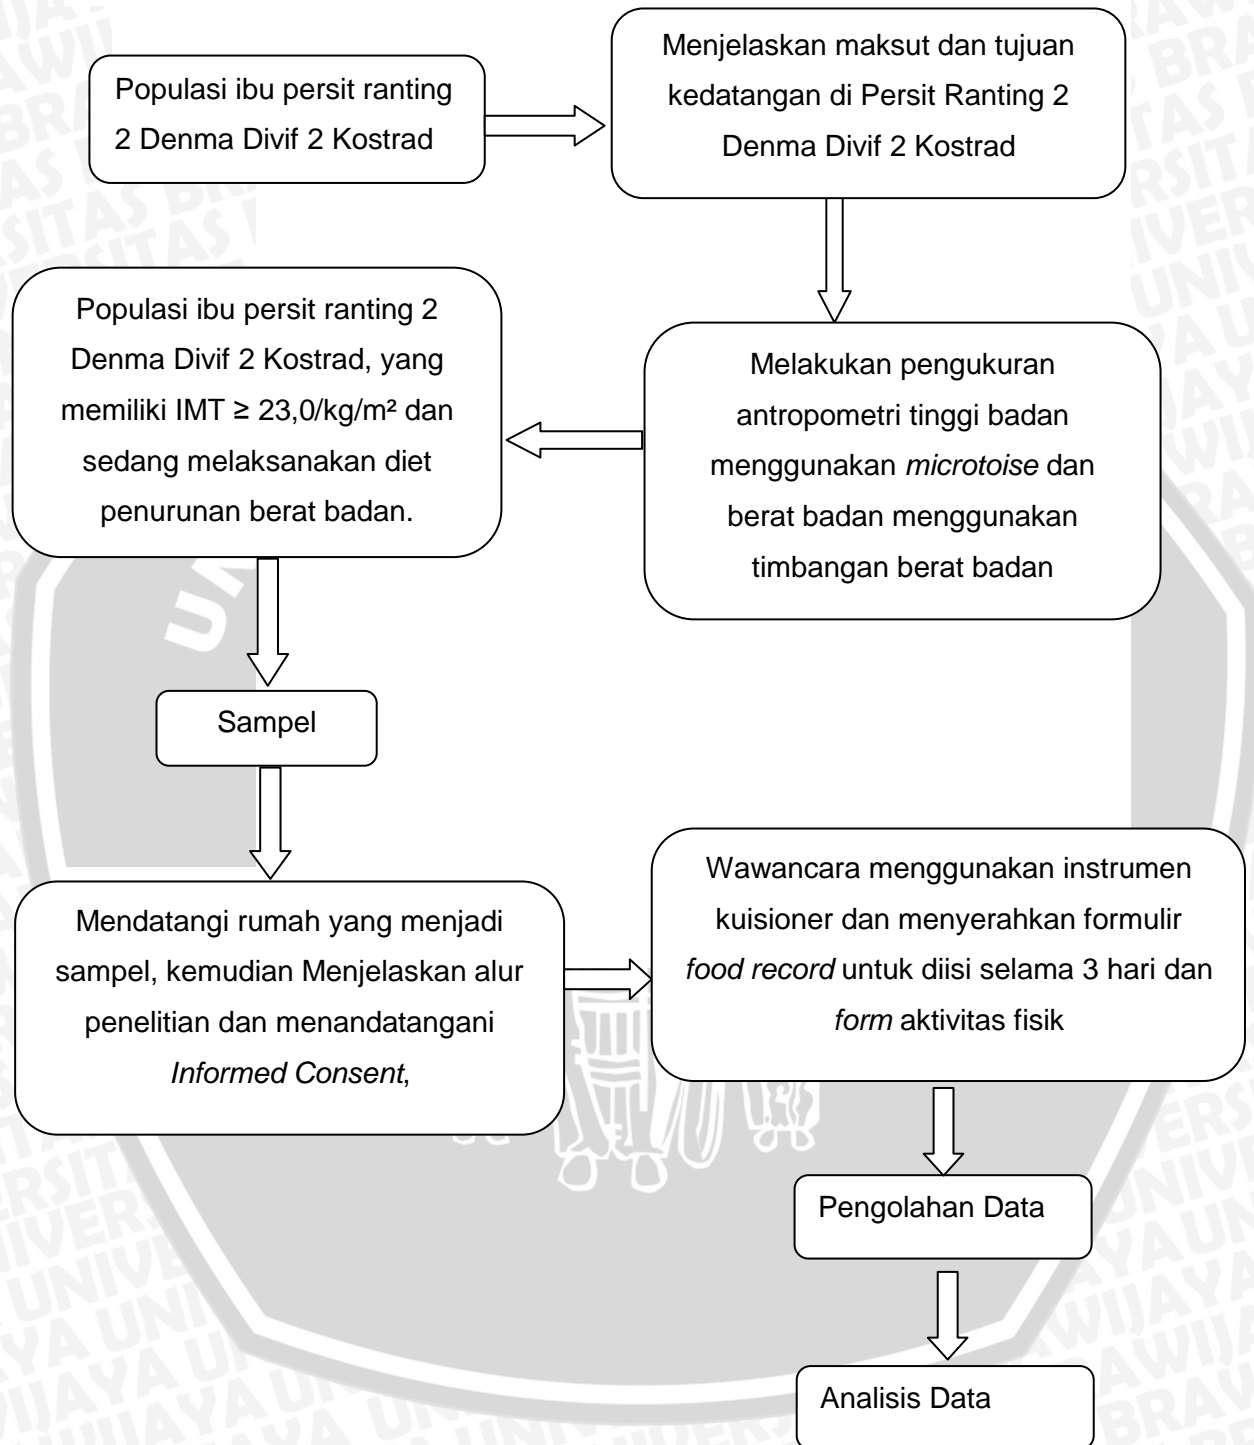 Populasi ibu persit ranting
2 Denma Divif 2 Kostrad
Menjelaskan maksut dan tujuan
kedatangan di Persit Ranting 2
Denma Divif 2 Kostrad
Melakukan pengukuran
antropometri tinggi badan
menggunakan microtoise dan
berat badan menggunakan
timbangan berat badan
Populasi ibu persit ranting 2
Denma Divif 2 Kostrad, yang
memiliki IMT ≥ 23,0/kg/m² dan
sedang melaksanakan diet
penurunan berat badan.
Sampel
Mendatangi rumah yang menjadi
sampel, kemudian Menjelaskan alur
penelitian dan menandatangani
Informed Consent,
Wawancara menggunakan instrumen
kuisioner dan menyerahkan formulir
food record untuk diisi selama 3 hari dan
form aktivitas fisik
Pengolahan Data
Analisis Data